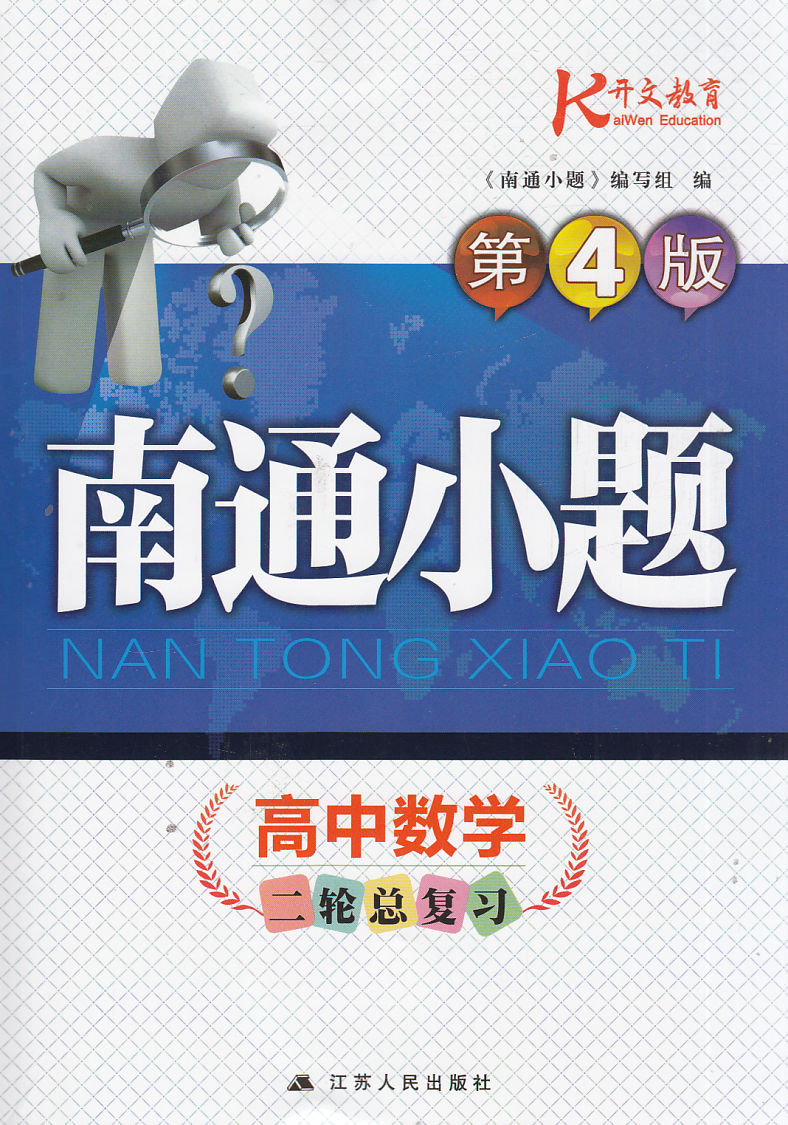 K开文教育
aiWen Education
《南通小题》编写组 编
第4版
南通小题
NAN TONG XIAO TI
高中数学
二轮总复习
江苏人民出版社